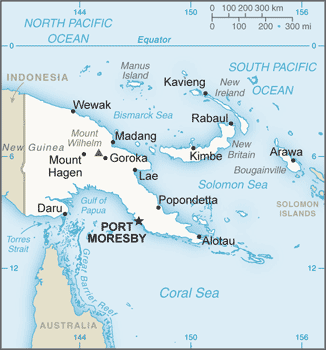 144
150
156
NORTH PACIFIC
OCEAN
0 100 200 300 km
0 100 200 300 mi
0
Equator
0
Manus
Island
Kavieng
New
Ireland
SOUTH PACIFIC
OCEAN
INDONESIA
Wewak
Bismarck Sea
Rabaul
Mount
Wilhelm
Madang
New
Britain
New Guinea
Mount
Hagen
Goroka
Kimbe
Arawa
6
Lae
Bougainville
Solomon Sea
Daru
Gulf of
Papua
Popondetta
SOLOMON
ISLANDS
PORT
MORESBY
Torres
Strait
Alotau
Great Barrier Reef
12
12
Coral Sea
AUSTRALIA
150
156